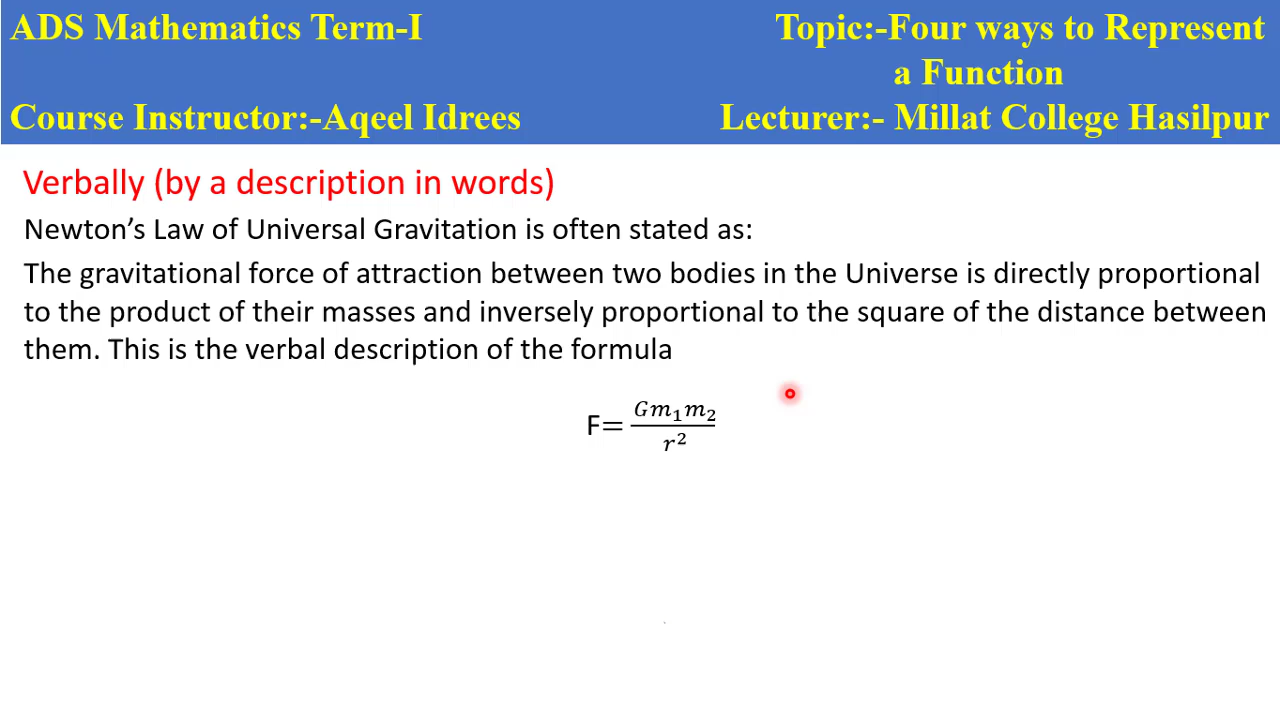 ADS Mathematics Term-I
Topic:-Four ways to Represent
a Function
Course Instructor:-Aqeel Idrees
Lecturer:- Millat College Hasilpur
Verbally (by a description in words)
Newton’s Law of Universal Gravitation is often stated as:
The gravitational force of attraction between two bodies in the Universe is directly proportional
to the product of their masses and inversely proportional to the square of the distance between
them. This is the verbal description of the formula
F= Gm₁m₂ / r²